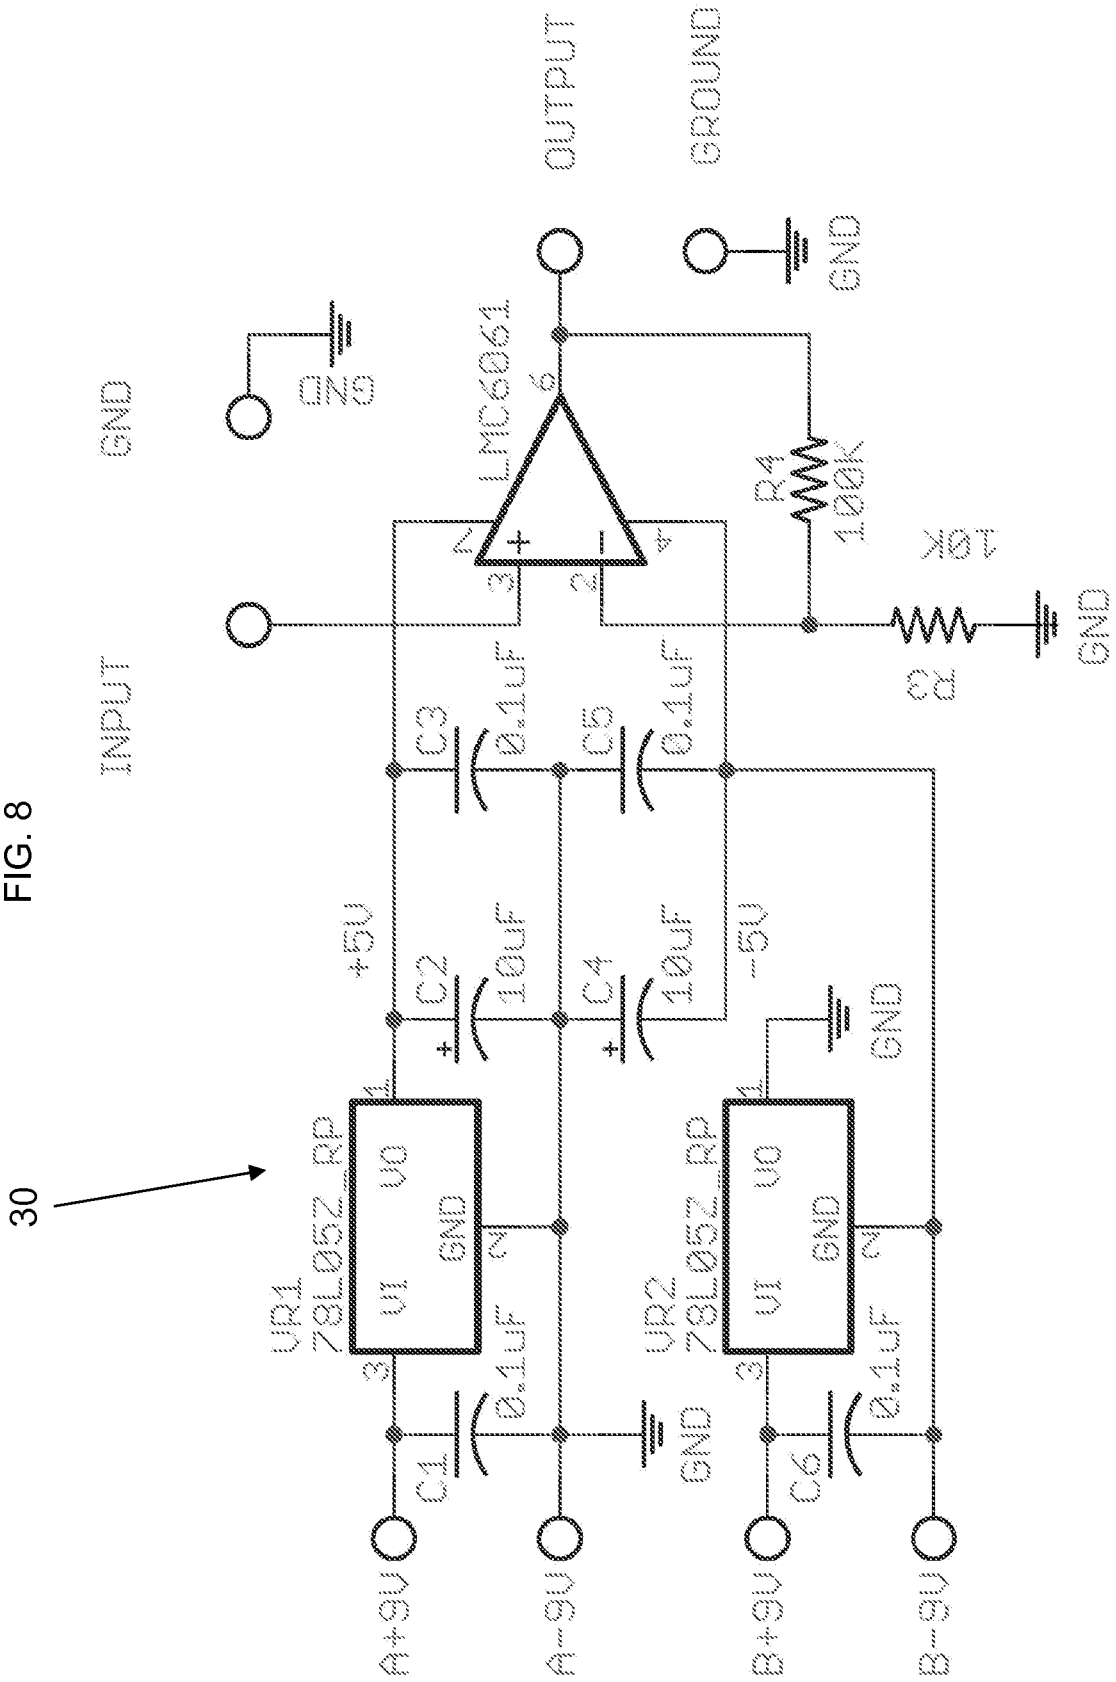 FIG. 8
30
INPUT
GND
GND
UR1
78L05Z_RP
VI
VO
GND
3
1
2
+5V
C1
0.1uF
C2
+
10uF
C3
0.1uF
C4
+
10uF
C5
0.1uF
-5V
A+9V
A-9V
GND
LMC6061
3
2
7
4
6
+
-
OUTPUT
GROUND
GND
R4
100K
R3
10K
GND
UR2
78L05Z_RP
VI
VO
GND
3
1
2
GND
C6
0.1uF
B+9V
B-9V